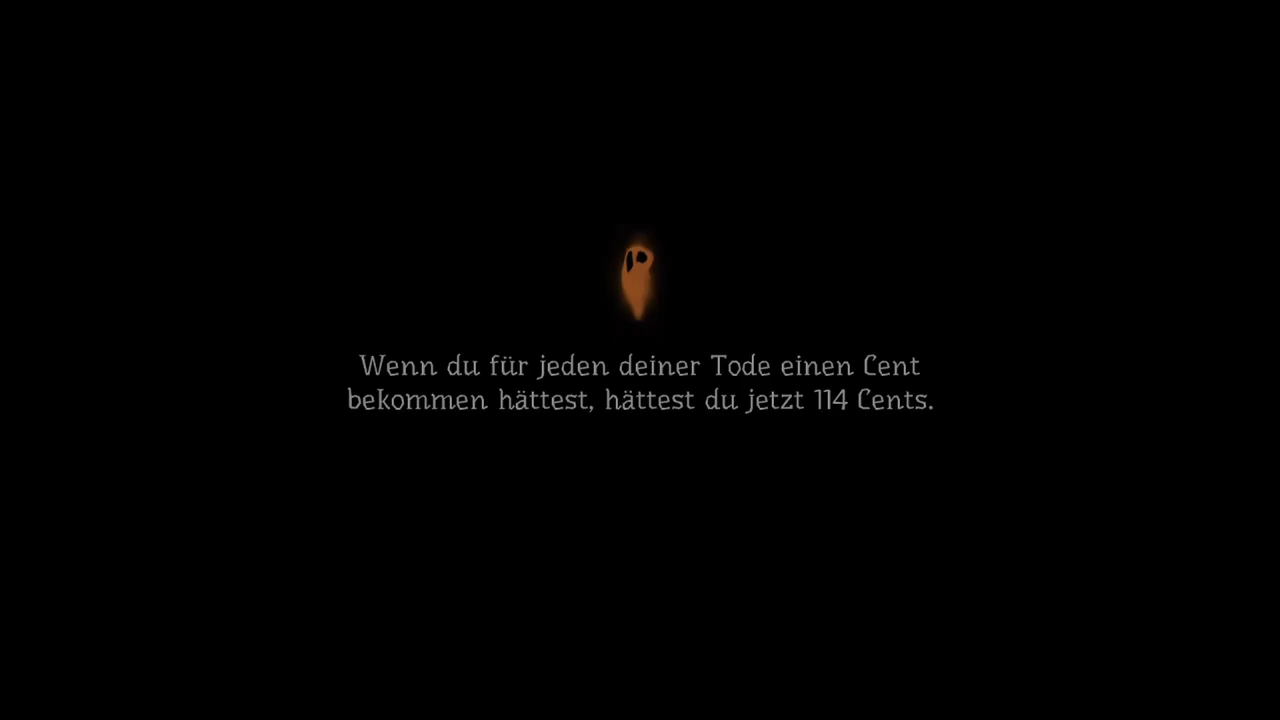 Wenn du für jeden deiner Tode einen Cent
bekommen hättest, hättest du jetzt 114 Cents.